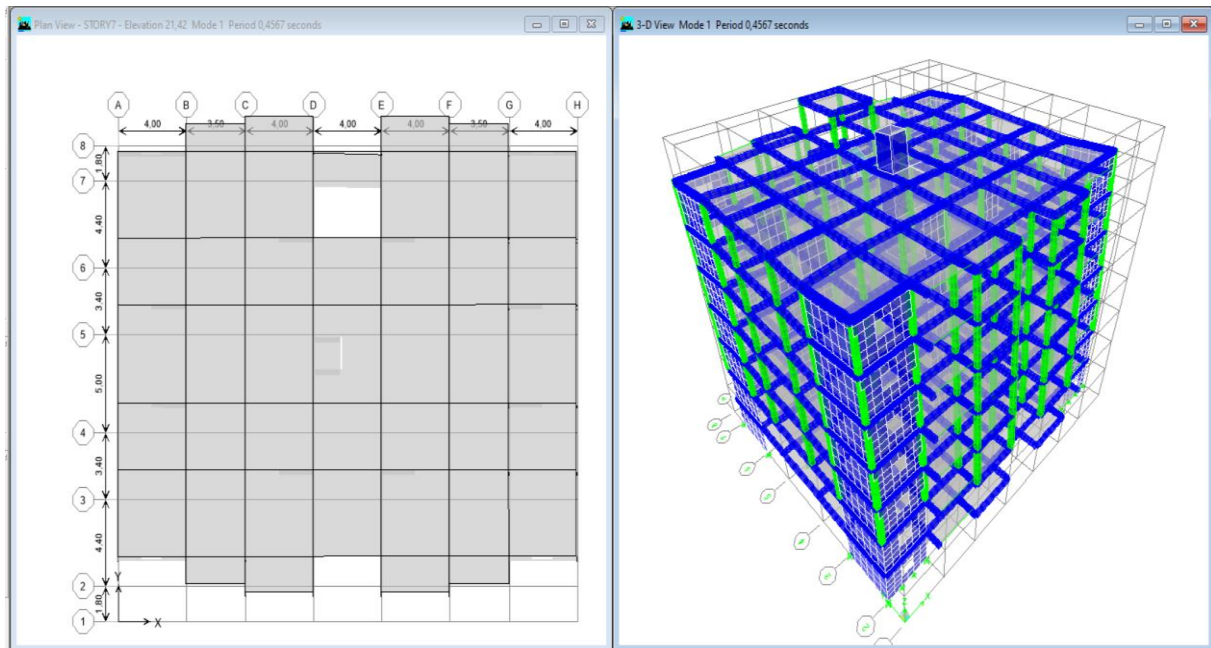 Plan View - STORY7 - Elevation 21,42 Mode 1 Period 0,4567 seconds
A B C D E F G H
4,00 3,50 4,00 4,00 4,00 3,50 4,00
8
1.80
7
4.40
6
3.40
5
5.00
4
3.40
3
4.40
2
1.80
1
Y
X
3-D View Mode 1 Period 0,4567 seconds